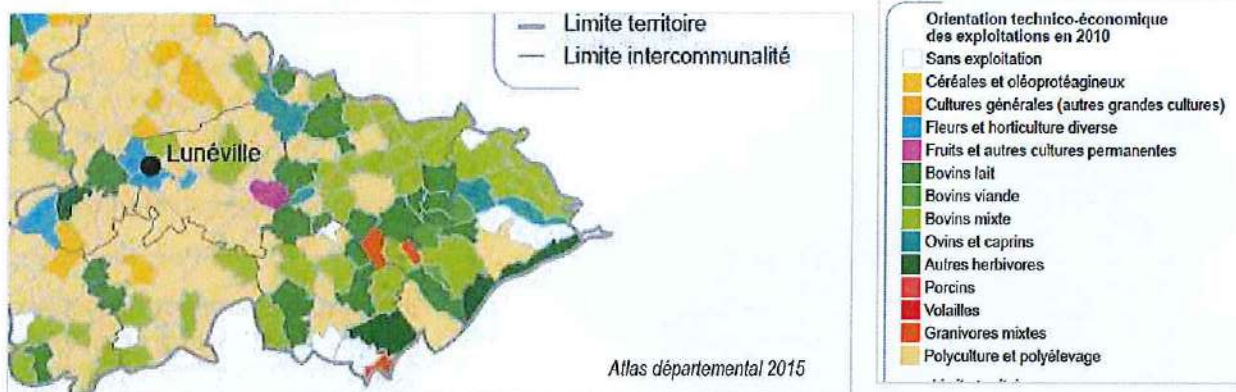 Limite territoire
Limite intercommunalité
Lunéville
Atlas départemental 2015
Orientation technico-économique
des exploitations en 2010
Sans exploitation
Céréales et oléoprotéagineux
Cultures générales (autres grandes cultures)
Fleurs et horticulture diverse
Fruits et autres cultures permanentes
Bovins lait
Bovins viande
Bovins mixte
Ovins et caprins
Autres herbivores
Porcins
Volailles
Granivores mixtes
Polyculture et polyélevage